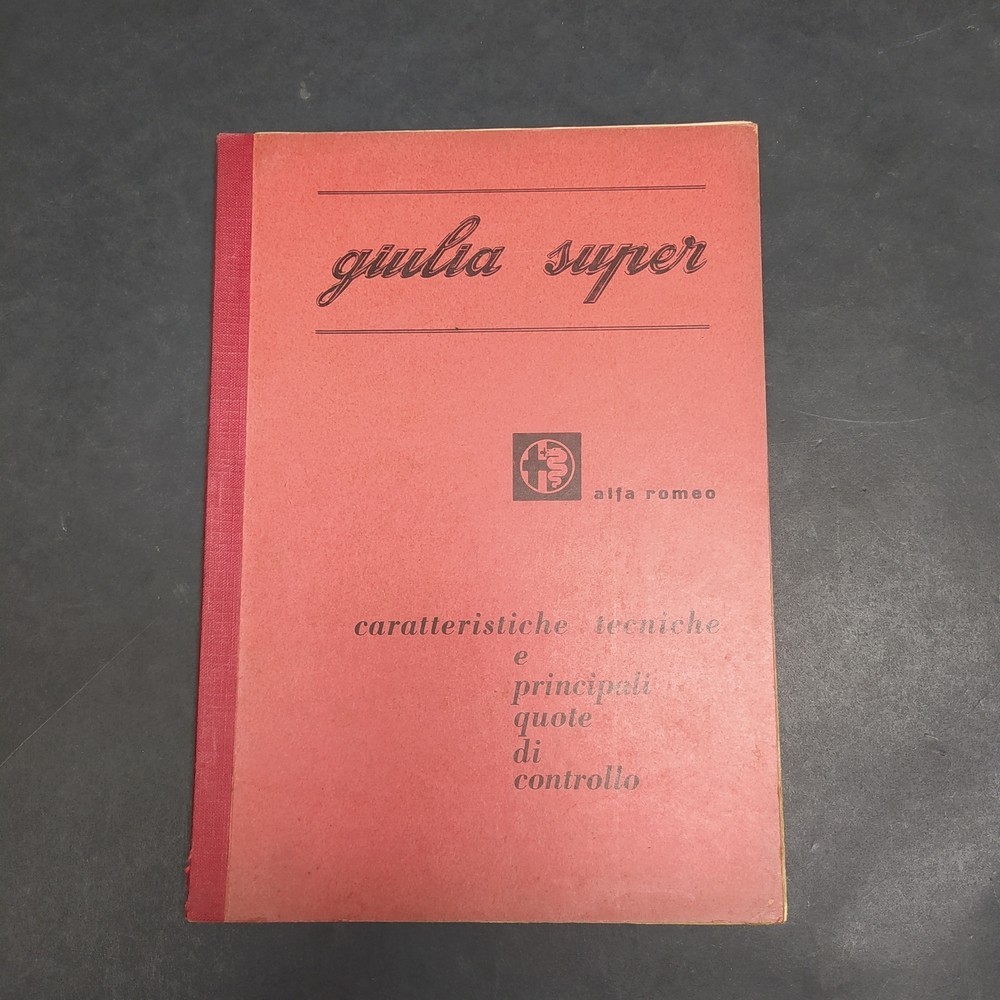 giulia super
alfa romeo
caratteristiche tecniche
e
principali
quote
di
controllo